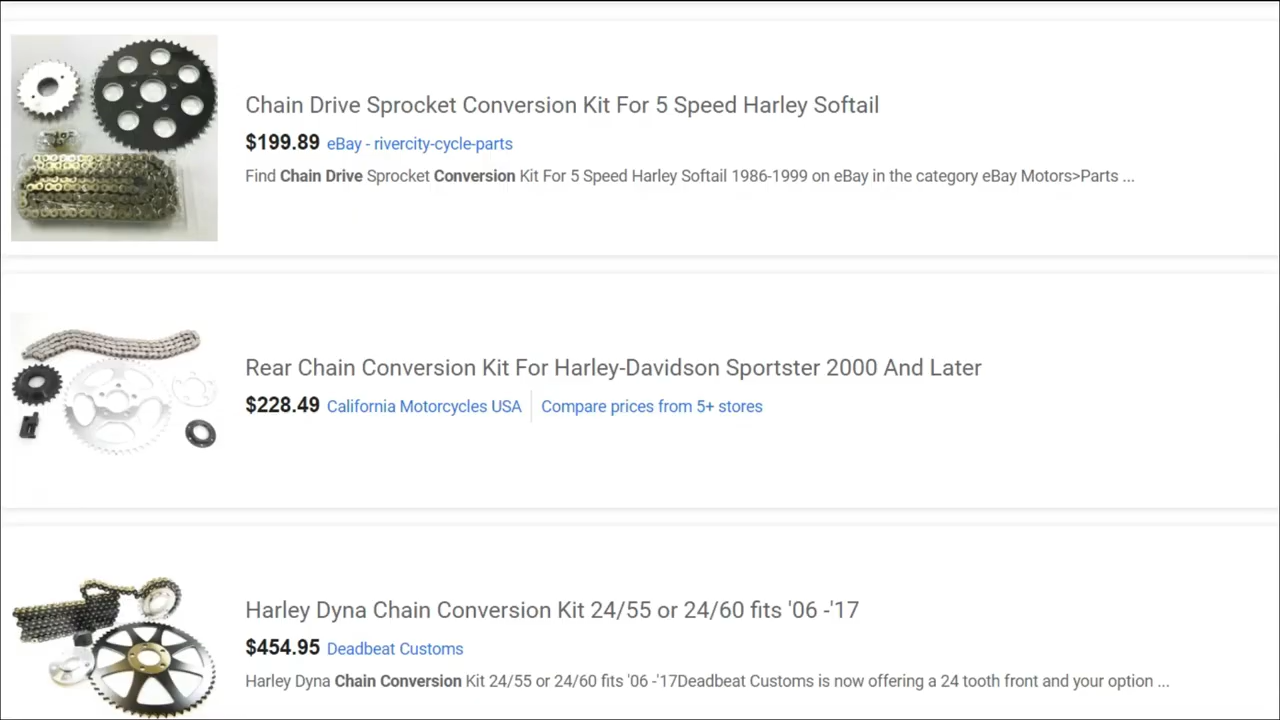 Chain Drive Sprocket Conversion Kit For 5 Speed Harley Softail
$199.89 eBay - rivercity-cycle-parts
Find Chain Drive Sprocket Conversion Kit For 5 Speed Harley Softail 1986-1999 on eBay in the category eBay Motors>Parts ...
Rear Chain Conversion Kit For Harley-Davidson Sportster 2000 And Later
$228.49 California Motorcycles USA Compare prices from 5+ stores
Harley Dyna Chain Conversion Kit 24/55 or 24/60 fits '06 -'17
$454.95 Deadbeat Customs
Harley Dyna Chain Conversion Kit 24/55 or 24/60 fits '06 -'17Deadbeat Customs is now offering a 24 tooth front and your option ...